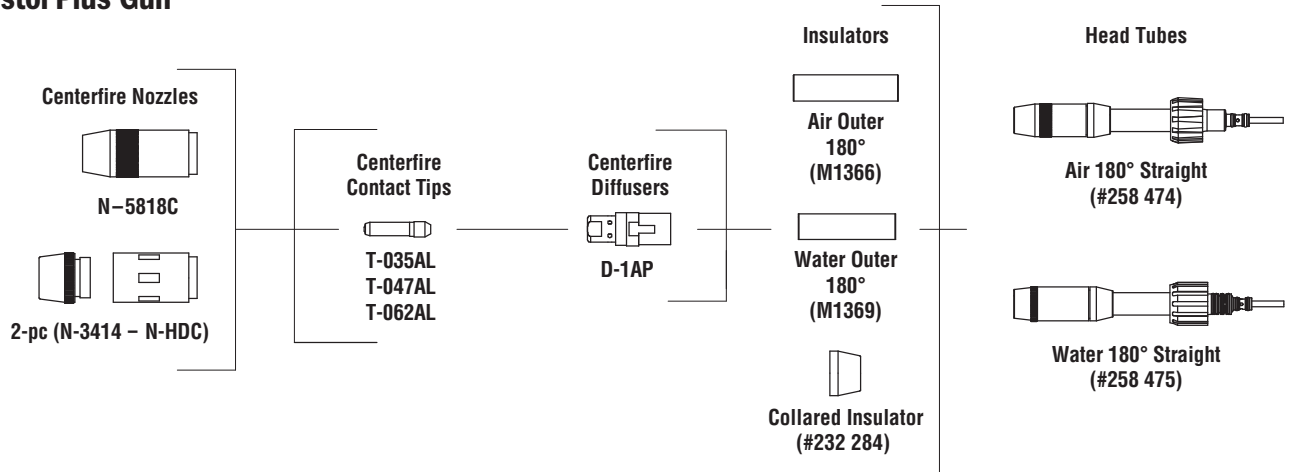 Plus Gun
Centerfire Nozzles
N–5818C
2-pc (N-3414 – N-HDC)
Centerfire
Contact Tips
T-035AL
T-047AL
T-062AL
Centerfire
Diffusers
D-1AP
Insulators
Air Outer
180°
(M1366)
Water Outer
180°
(M1369)
Collared Insulator
(#232 284)
Head Tubes
Air 180° Straight
(#258 474)
Water 180° Straight
(#258 475)